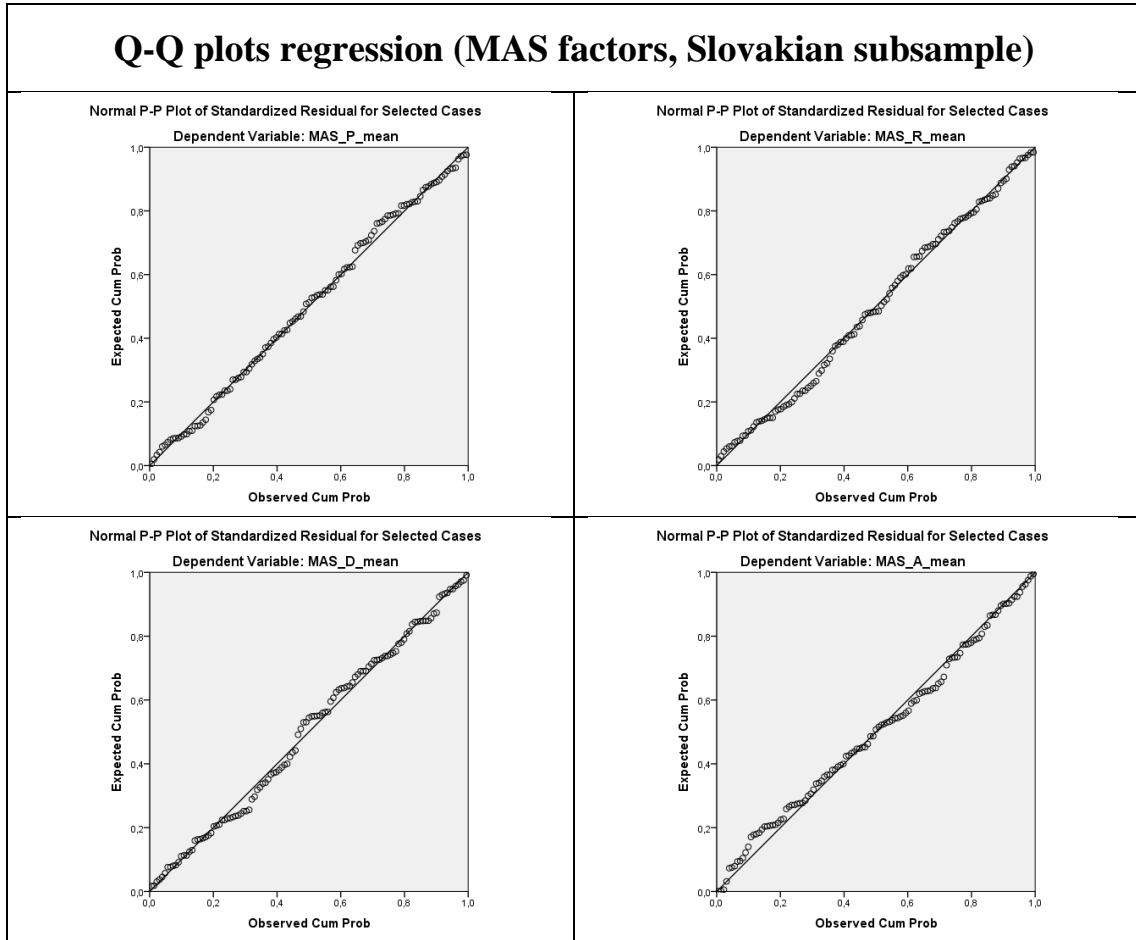 Q-Q plots regression (MAS factors, Slovakian subsample)
Normal P-P Plot of Standardized Residual for Selected Cases
Dependent Variable: MAS_P_mean
1,0
0,8
0,6
0,4
0,2
0,0
Expected Cum Prob
0,0 0,2 0,4 0,6 0,8 1,0
Observed Cum Prob
Normal P-P Plot of Standardized Residual for Selected Cases
Dependent Variable: MAS_R_mean
1,0
0,8
0,6
0,4
0,2
0,0
Expected Cum Prob
0,0 0,2 0,4 0,6 0,8 1,0
Observed Cum Prob
Normal P-P Plot of Standardized Residual for Selected Cases
Dependent Variable: MAS_D_mean
1,0
0,8
0,6
0,4
0,2
0,0
Expected Cum Prob
0,0 0,2 0,4 0,6 0,8 1,0
Observed Cum Prob
Normal P-P Plot of Standardized Residual for Selected Cases
Dependent Variable: MAS_A_mean
1,0
0,8
0,6
0,4
0,2
0,0
Expected Cum Prob
0,0 0,2 0,4 0,6 0,8 1,0
Observed Cum Prob